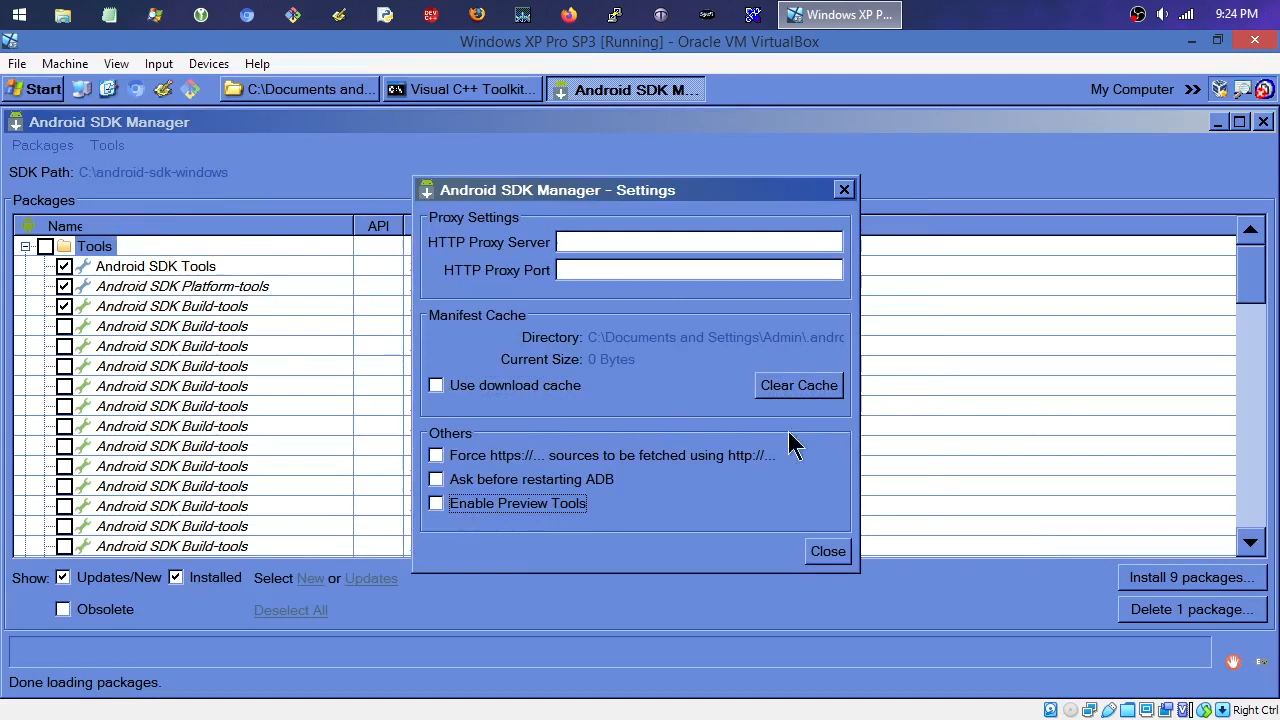 Windows XP P...
9:24 PM
Windows XP Pro SP3 [Running] - Oracle VM VirtualBox
File Machine View Input Devices Help
Start
C:\Documents and...
Visual C++ Toolkit...
Android SDK M...
My Computer
Android SDK Manager
Packages Tools
SDK Path: C:\android-sdk-windows
Packages
Name API
Tools
Android SDK Tools
Android SDK Platform-tools
Android SDK Build-tools
Android SDK Build-tools
Android SDK Build-tools
Android SDK Build-tools
Android SDK Build-tools
Android SDK Build-tools
Android SDK Build-tools
Android SDK Build-tools
Android SDK Build-tools
Android SDK Build-tools
Android SDK Build-tools
Android SDK Build-tools
Android SDK Build-tools
Android SDK Manager - Settings
Proxy Settings
HTTP Proxy Server
HTTP Proxy Port
Manifest Cache
Directory: C:\Documents and Settings\Admin\.andro
Current Size: 0 Bytes
Use download cache
Clear Cache
Others
Force https://... sources to be fetched using http://...
Ask before restarting ADB
Enable Preview Tools
Close
Show: Updates/New Installed Select New or Updates
Install 9 packages...
Obsolete Deselect All
Delete 1 package...
Done loading packages.
Right Ctrl